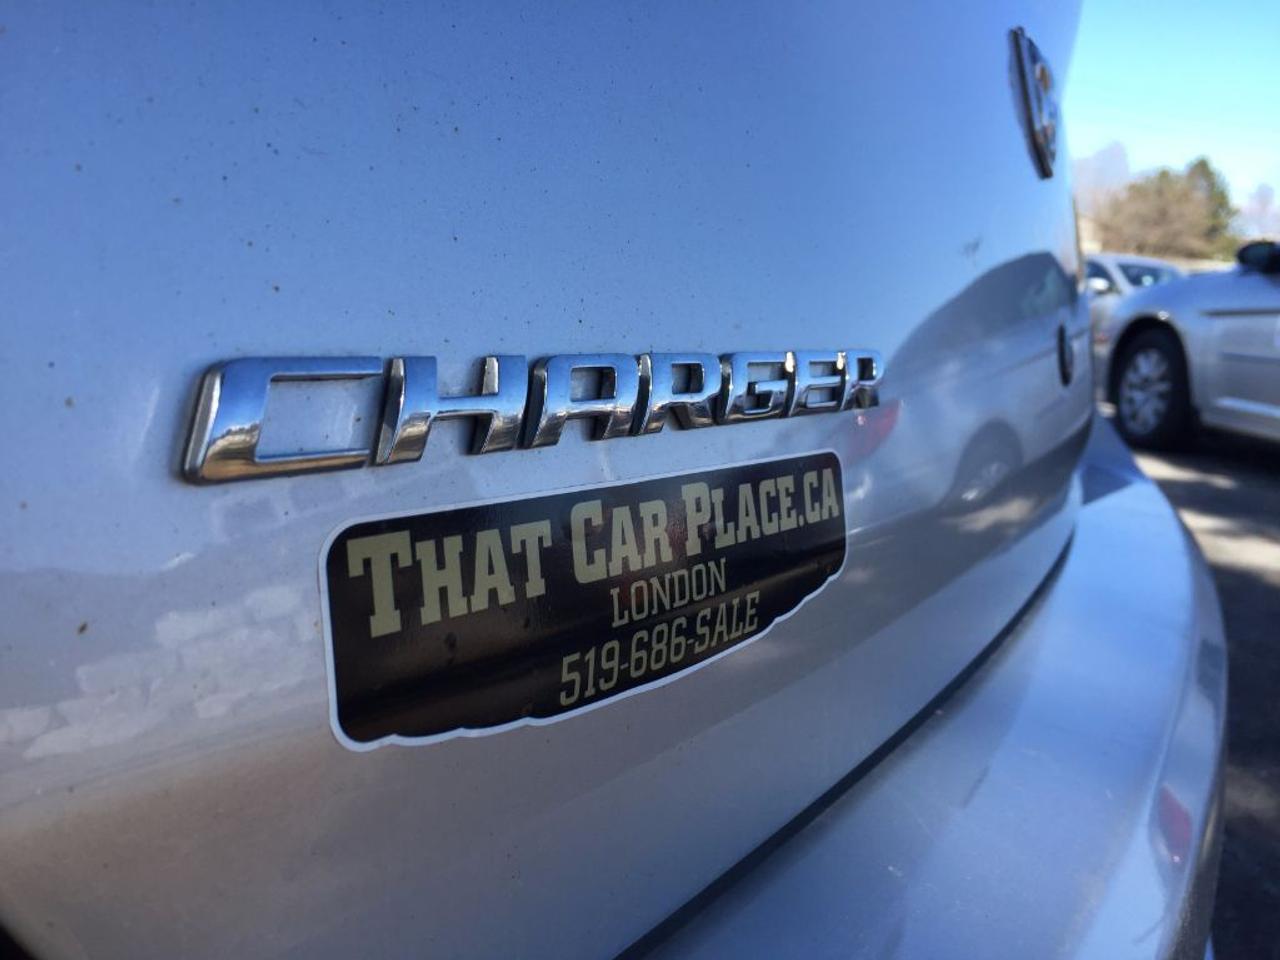 CHARGER
THAT CAR PLACE.CA
LONDON
519-686-SALE